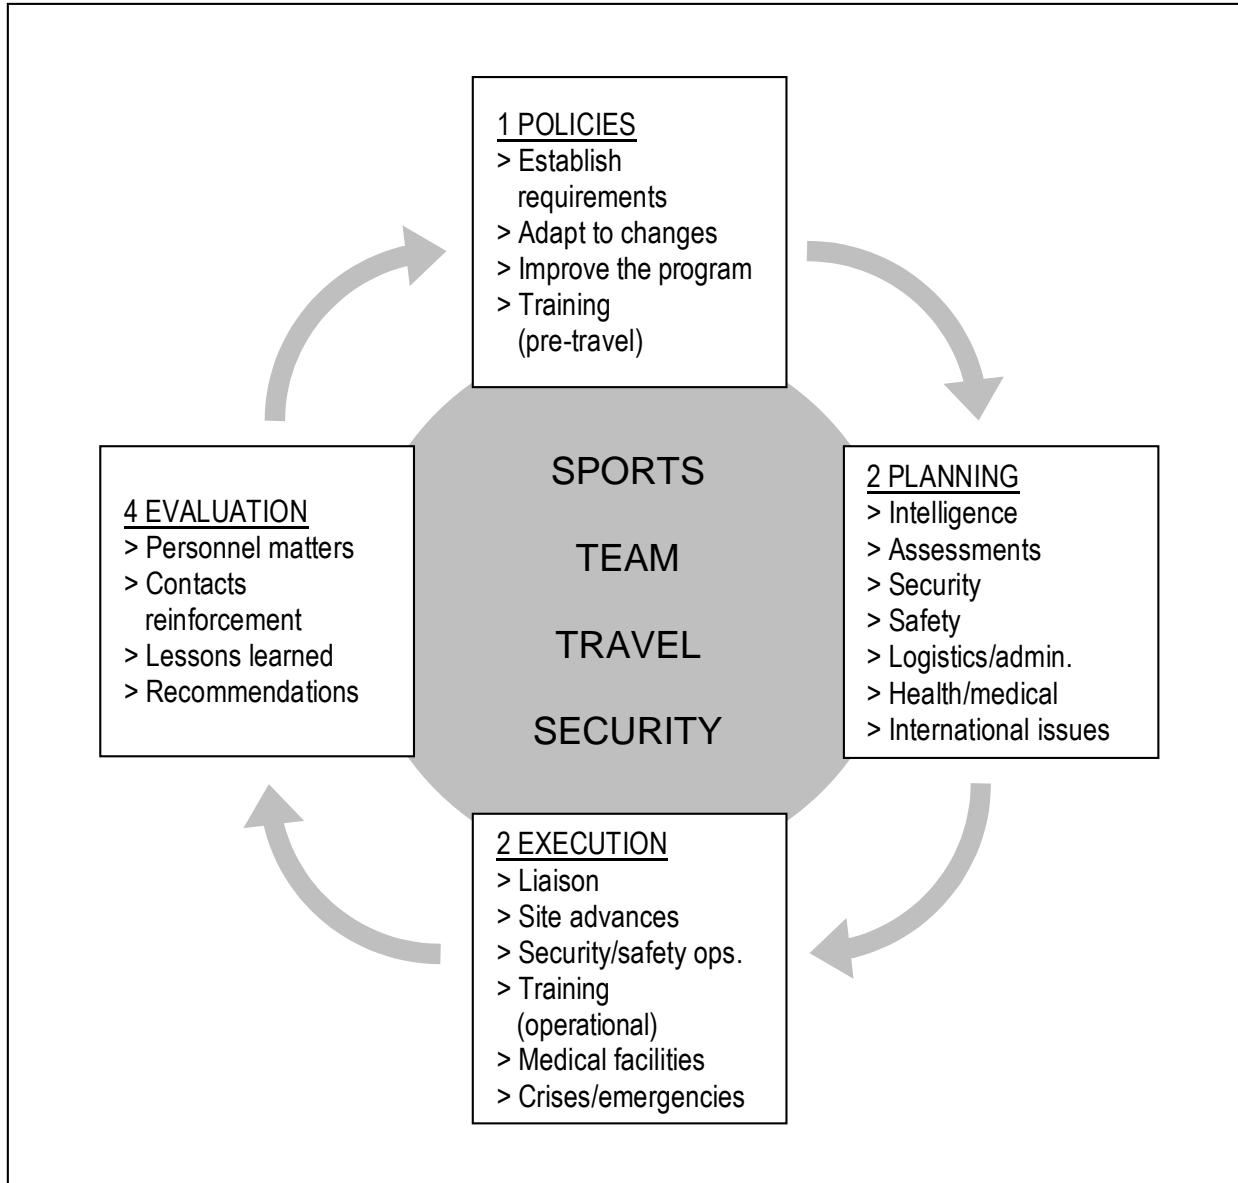 1 POLICIES
> Establish
requirements
> Adapt to changes
> Improve the program
> Training
(pre-travel)
SPORTS
TEAM
TRAVEL
SECURITY
2 PLANNING
> Intelligence
> Assessments
> Security
> Safety
> Logistics/admin.
> Health/medical
> International issues
2 EXECUTION
> Liaison
> Site advances
> Security/safety ops.
> Training
(operational)
> Medical facilities
> Crises/emergencies
4 EVALUATION
> Personnel matters
> Contacts
reinforcement
> Lessons learned
> Recommendations